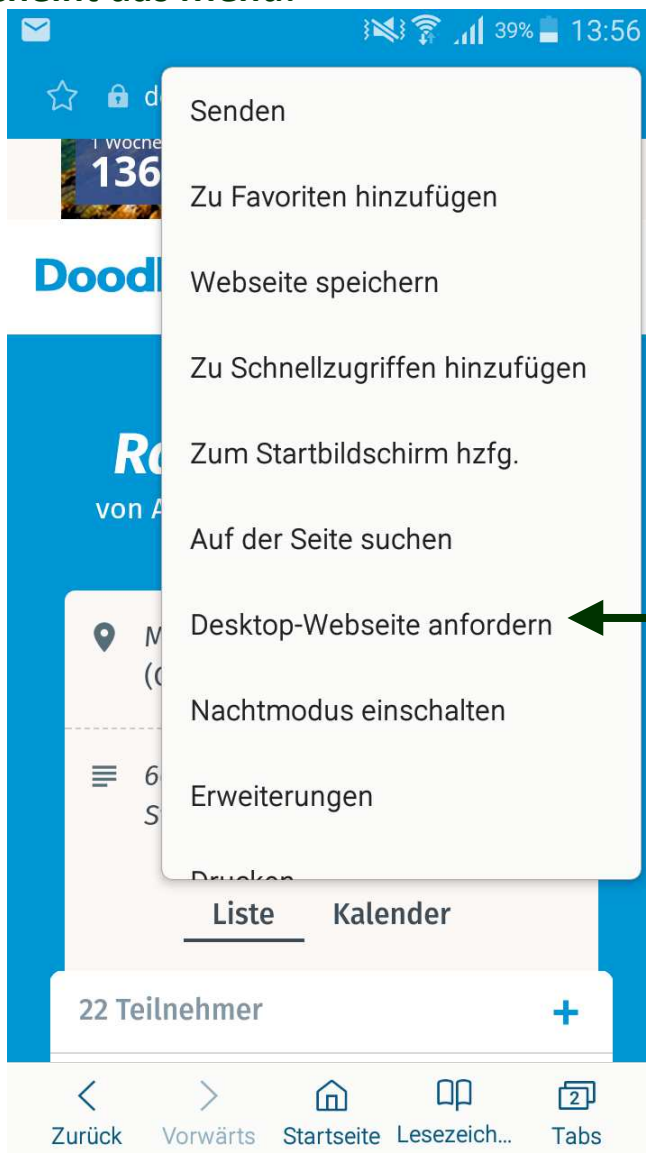 39% 13:56
Senden
1 Woche
136
Zu Favoriten hinzufügen
Webseite speichern
Zu Schnellzugriffen hinzufügen
Zum Startbildschirm hzfg.
von
Auf der Seite suchen
Desktop-Webseite anfordern
Nachtmodus einschalten
Erweiterungen
Drucken
Liste Kalender
22 Teilnehmer +
Zurück Vorwärts Startseite Lesezeich... 2 Tabs